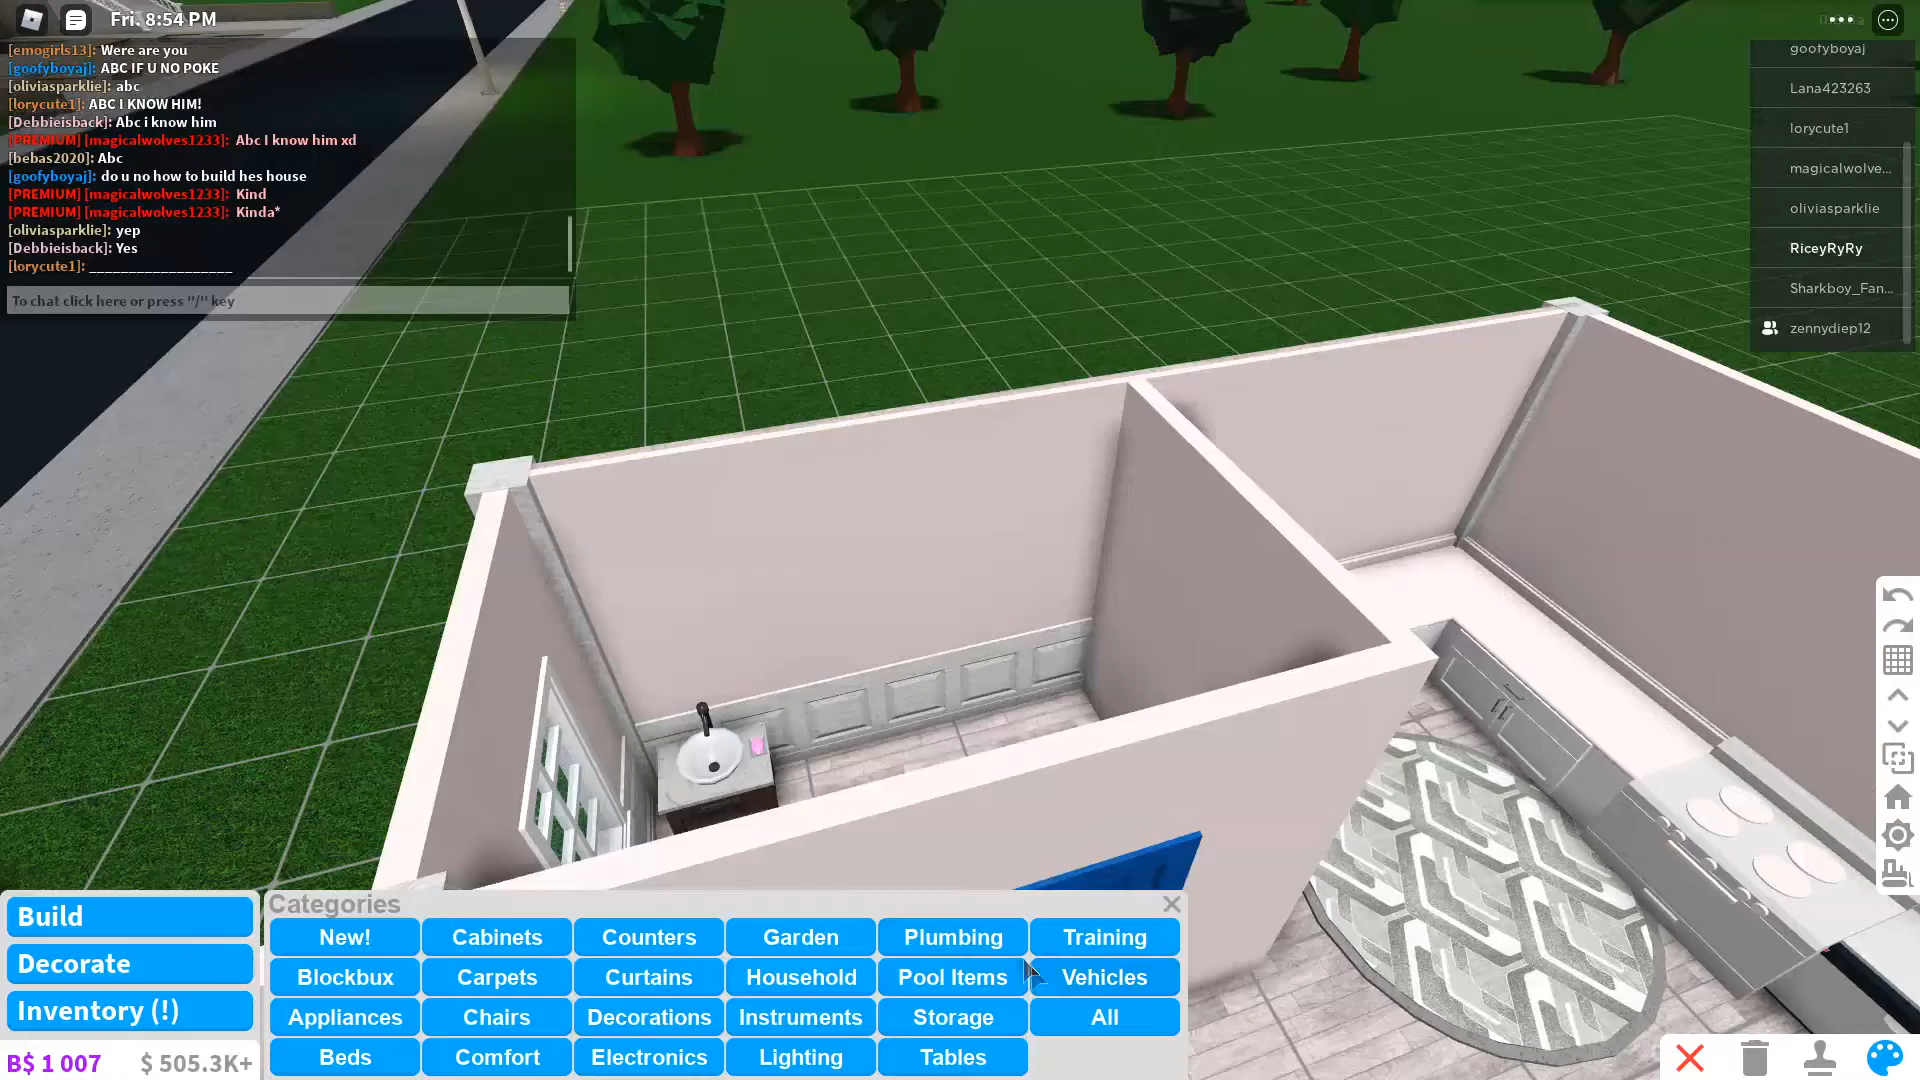 Fri. 8:54 PM
[emogirls13]: Were are you
[goofyboyaj]: ABC IF U NO POKE
[oliviasparklie]: abc
[lorycute1]: ABC I KNOW HIM!
[Debbieisback]: Abc i know him
[PREMIUM] [magicalwolves1233]: Abc I know him xd
[bebas2020]: Abc
[goofyboyaj]: do u no how to build hes house
[PREMIUM] [magicalwolves1233]: Kind
[PREMIUM] [magicalwolves1233]: Kinda*
[oliviasparklie]: yep
[Debbieisback]: Yes
[lorycute1]: __________________
To chat click here or press "/" key
goofyboyaj
Lana423263
lorycute1
magicalwolve...
oliviasparklie
RiceyRyRy
Sharkboy_Fan...
zennydiep12
Build
Decorate
Inventory (!)
B$ 1 007 $ 505.3K+
Categories
New! Cabinets Counters Garden Plumbing Training
Blockbux Carpets Curtains Household Pool Items Vehicles
Appliances Chairs Decorations Instruments Storage All
Beds Comfort Electronics Lighting Tables